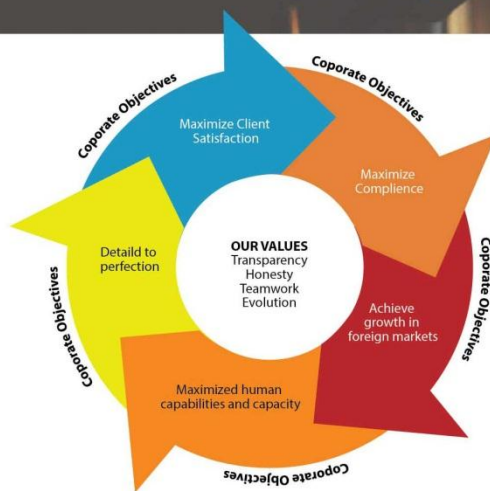 Coporate Objectives
Maximize Client
Satisfaction
Coporate Objectives
Maximize
Complience
Coporate Objectives
Achieve
growth in
foreign markets
Coporate Objectives
Maximized human
capabilities and capacity
Coporate Objectives
Detaild to
perfection
OUR VALUES
Transparency
Honesty
Teamwork
Evolution